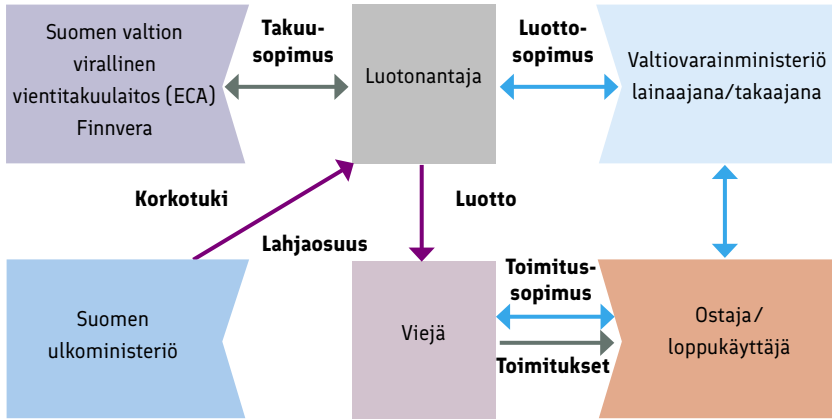 Suomen valtion
virallinen
vientitakuulaitos (ECA)
Finnvera
Takuu-
sopimus
Luotonantaja
Luotto-
sopimus
Valtiovarainministeriö
lainaajana/takaajana
Korkotuki
Lahjaosuus
Luotto
Suomen
ulkoministeriö
Viejä
Toimitus-
sopimus
Toimitukset
Ostaja/
loppukäyttäjä